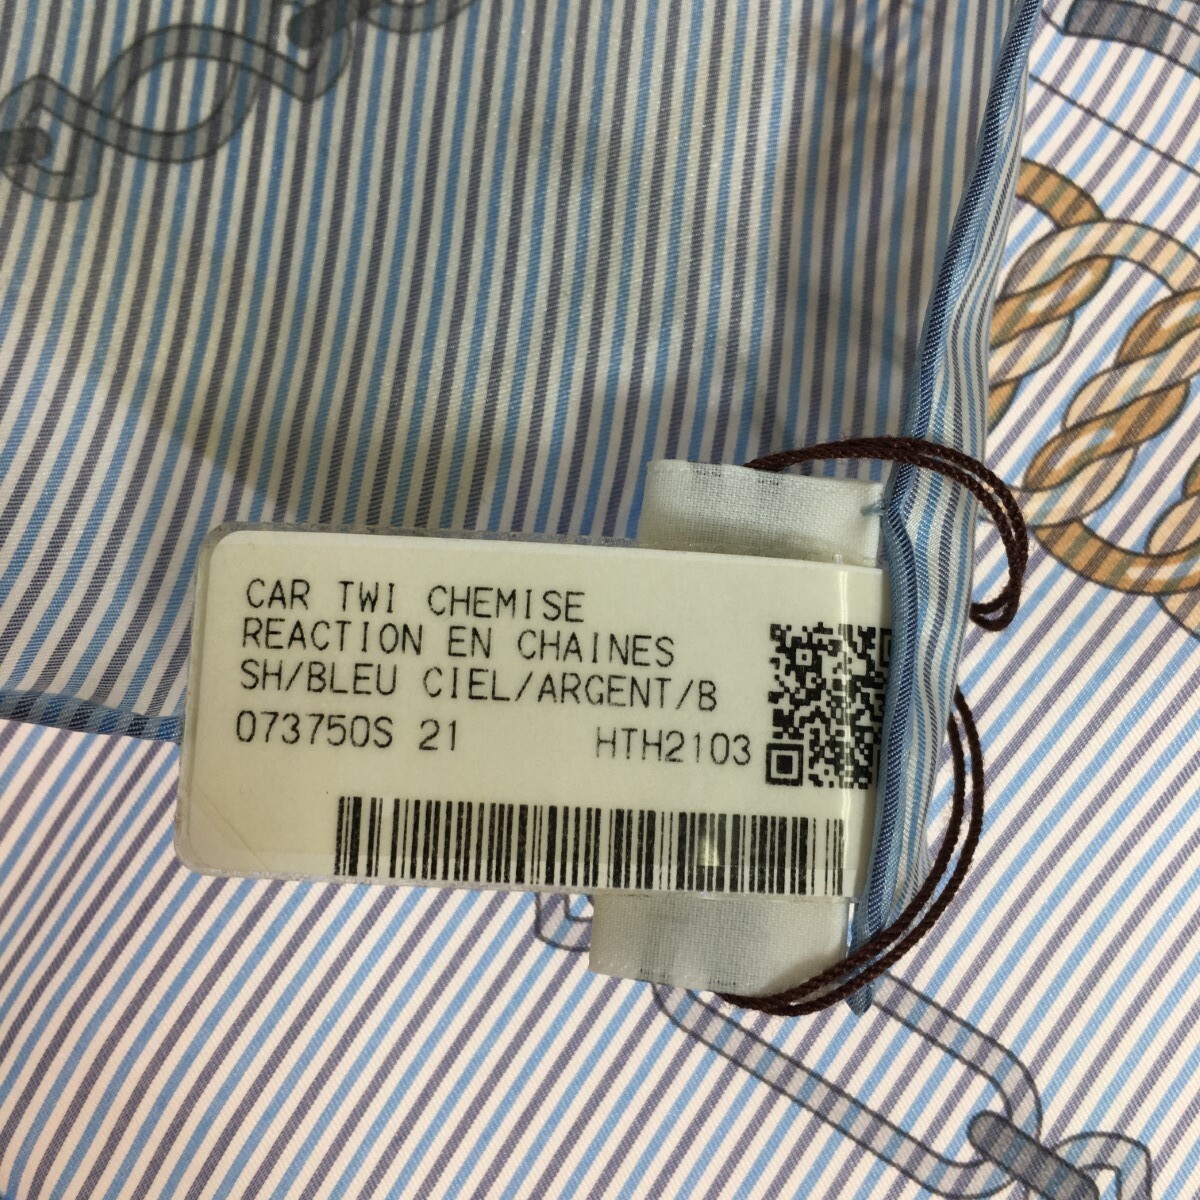 CAR TWI CHEMISE
REACTION EN CHAINES
SH/BLEU CIEL/ARGENT/B
073750S 21 HTH2103